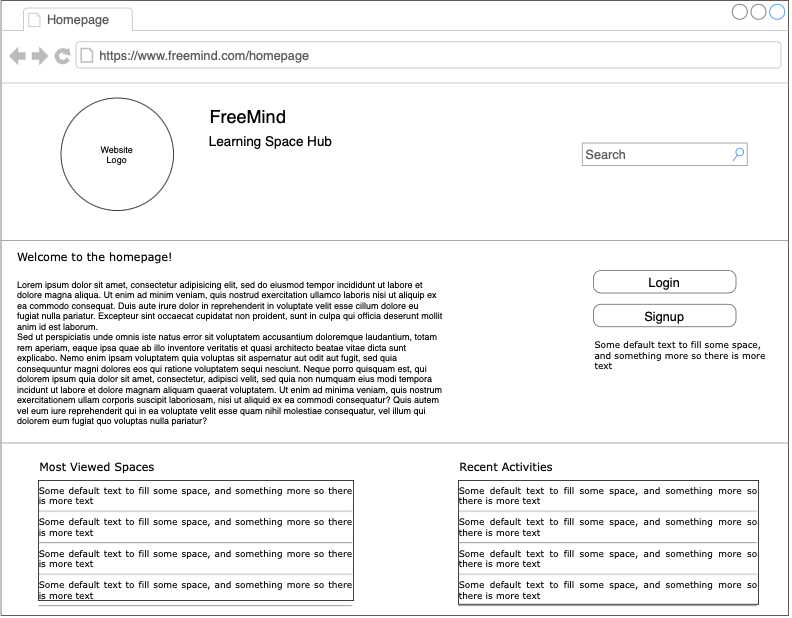 Homepage
https://www.freemind.com/homepage
Website
Logo
FreeMind
Learning Space Hub
Search
Welcome to the homepage!
Lorem ipsum dolor sit amet, consectetur adipisicing elit, sed do eiusmod tempor incididunt ut labore et
dolore magna aliqua. Ut enim ad minim veniam, quis nostrud exercitation ullamco laboris nisi ut aliquip ex
ea commodo consequat. Duis aute irure dolor in reprehenderit in voluptate velit esse cillum dolore eu
fugiat nulla pariatur. Excepteur sint occaecat cupidatat non proident, sunt in culpa qui officia deserunt mollit
anim id est laborum.
Sed ut perspiciatis unde omnis iste natus error sit voluptatem accusantium doloremque laudantium, totam
rem aperiam, eaque ipsa quae ab illo inventore veritatis et quasi architecto beatae vitae dicta sunt
explicabo. Nemo enim ipsam voluptatem quia voluptas sit aspernatur aut odit aut fugit, sed quia
consequuntur magni dolores eos qui ratione voluptatem sequi nesciunt. Neque porro quisquam est, qui
dolorem ipsum quia dolor sit amet, consectetur, adipisci velit, sed quia non numquam eius modi tempora
incidunt ut labore et dolore magnam aliquam quaerat voluptatem. Ut enim ad minima veniam, quis nostrum
exercitationem ullam corporis suscipit laboriosam, nisi ut aliquid ex ea commodi consequatur? Quis autem
vel eum iure reprehenderit qui in ea voluptate velit esse quam nihil molestiae consequatur, vel illum qui
dolorem eum fugiat quo voluptas nulla pariatur?
Login
Signup
Some default text to fill some space,
and something more so there is more
text
Most Viewed Spaces
Some default text to fill some space, and something more so there
is more text
Some default text to fill some space, and something more so there
is more text
Some default text to fill some space, and something more so there
is more text
Some default text to fill some space, and something more so there
is more text
Recent Activities
Some default text to fill some space, and something more so
there is more text
Some default text to fill some space, and something more so
there is more text
Some default text to fill some space, and something more so
there is more text
Some default text to fill some space, and something more so
there is more text